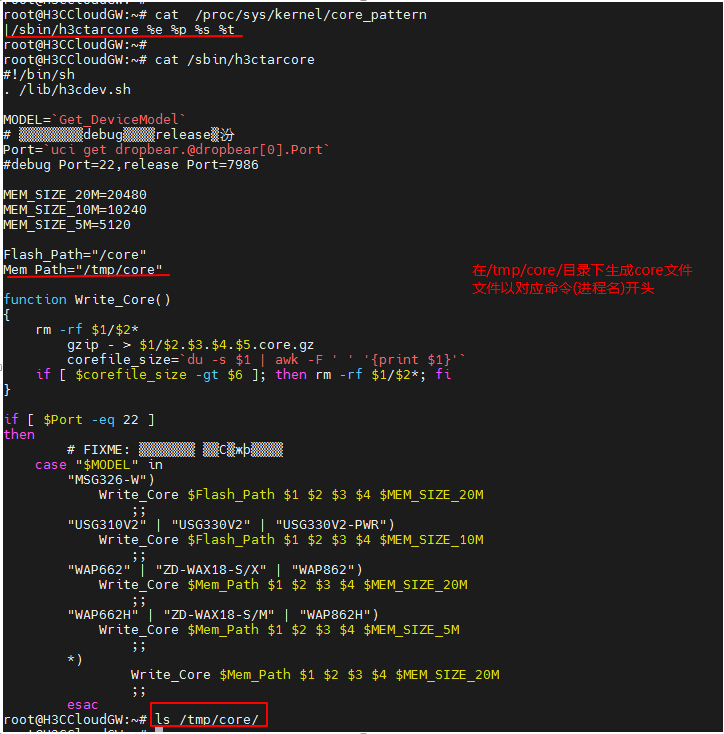 root@H3CCloudGW:~# cat  /proc/sys/kernel/core_pattern
|/sbin/h3ctarcore %e %p %s %t
root@H3CCloudGW:~#
root@H3CCloudGW:~# cat /sbin/h3ctarcore
#!/bin/sh
. /lib/h3cdev.sh
MODEL=`Get_DeviceModel`
# debug release 汾
Port=`uci get dropbear.@dropbear[0].Port`
#debug Port=22,release Port=7986
MEM_SIZE_20M=20480
MEM_SIZE_10M=10240
MEM_SIZE_5M=5120
Flash_Path="/core"
Mem_Path="/tmp/core"
在/tmp/core/目录下生成core文件
文件以对应命令(进程名)开头
function Write_Core()
{
    rm -rf $1/$2*
        gzip - > $1/$2.$3.$4.$5.core.gz
        corefile_size=`du -s $1 | awk -F ' ' '{print $1}'`
    if [ $corefile_size -gt $6 ]; then rm -rf $1/$2*; fi
}
if [ $Port -eq 22 ]
then
        # FIXME:
    case "$MODEL" in
        "MSG326-W")
            Write_Core $Flash_Path $1 $2 $3 $4 $MEM_SIZE_20M
                ;;
        "USG310V2" | "USG330V2" | "USG330V2-PWR")
            Write_Core $Flash_Path $1 $2 $3 $4 $MEM_SIZE_10M
                ;;
        "WAP662" | "ZD-WAX18-S/X" | "WAP862")
            Write_Core $Mem_Path $1 $2 $3 $4 $MEM_SIZE_20M
                ;;
        "WAP662H" | "ZD-WAX18-S/M" | "WAP862H")
            Write_Core $Mem_Path $1 $2 $3 $4 $MEM_SIZE_5M
                ;;
        *)
                Write_Core $Mem_Path $1 $2 $3 $4 $MEM_SIZE_20M
                ;;
        esac
root@H3CCloudGW:~# ls /tmp/core/
root@H3CCloudGW:~#